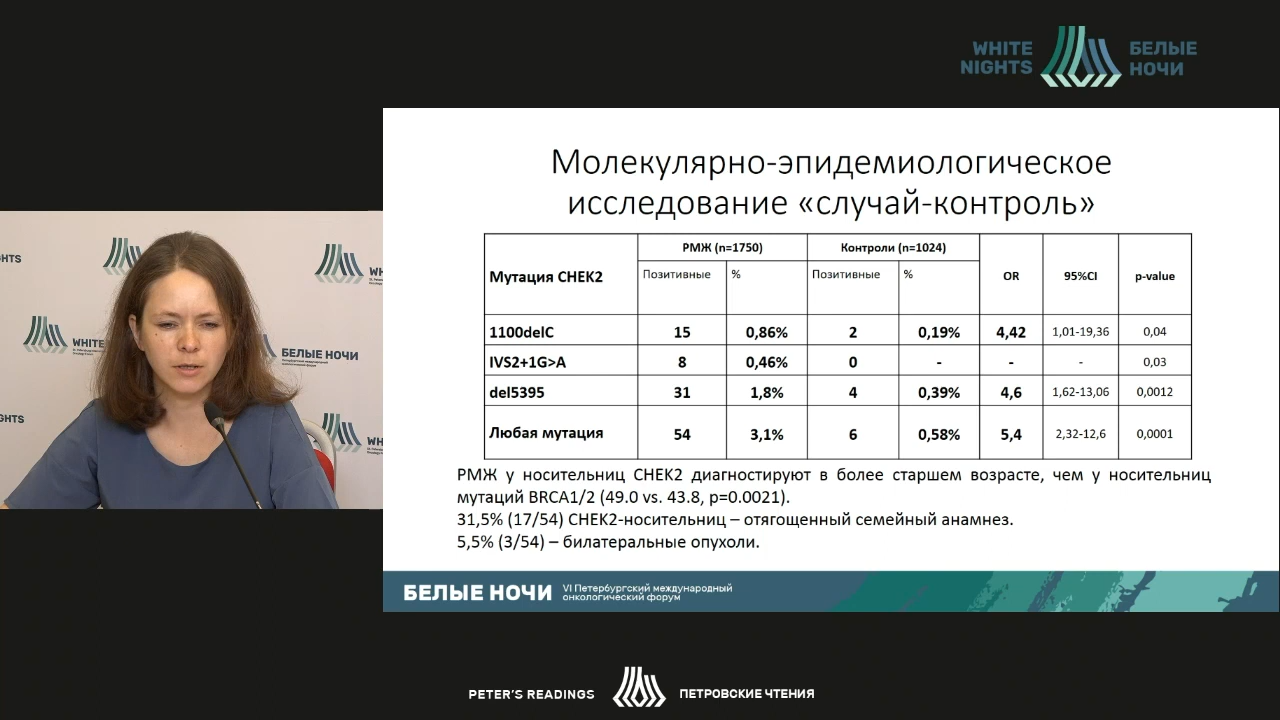 WHITE
NIGHTS
БЕЛЫЕ
НОЧИ
Молекулярно-эпидемиологическое
исследование «случай-контроль»
Мутация CHEK2 РМЖ (n=1750) Контроли (n=1024) OR 95%CI p-value
Позитивные % Позитивные %
1100delC 15 0,86% 2 0,19% 4,42 1,01-19,36 0,04
IVS2+1G>A 8 0,46% 0 - - - 0,03
del5395 31 1,8% 4 0,39% 4,6 1,62-13,06 0,0012
Любая мутация 54 3,1% 6 0,58% 5,4 2,32-12,6 0,0001
РМЖ у носительниц CHEK2 диагностируют в более старшем возрасте, чем у носительниц
мутаций BRCA1/2 (49.0 vs. 43.8, p=0.0021).
31,5% (17/54) CHEK2-носительниц – отягощенный семейный анамнез.
5,5% (3/54) – билатеральные опухоли.
БЕЛЫЕ НОЧИ
VI Петербургский международный
онкологический форум
GHTS
WHITE
БЕЛЫЕ НОЧИ
GHTS
PETER'S READINGS
ПЕТРОВСКИЕ ЧТЕНИЯ